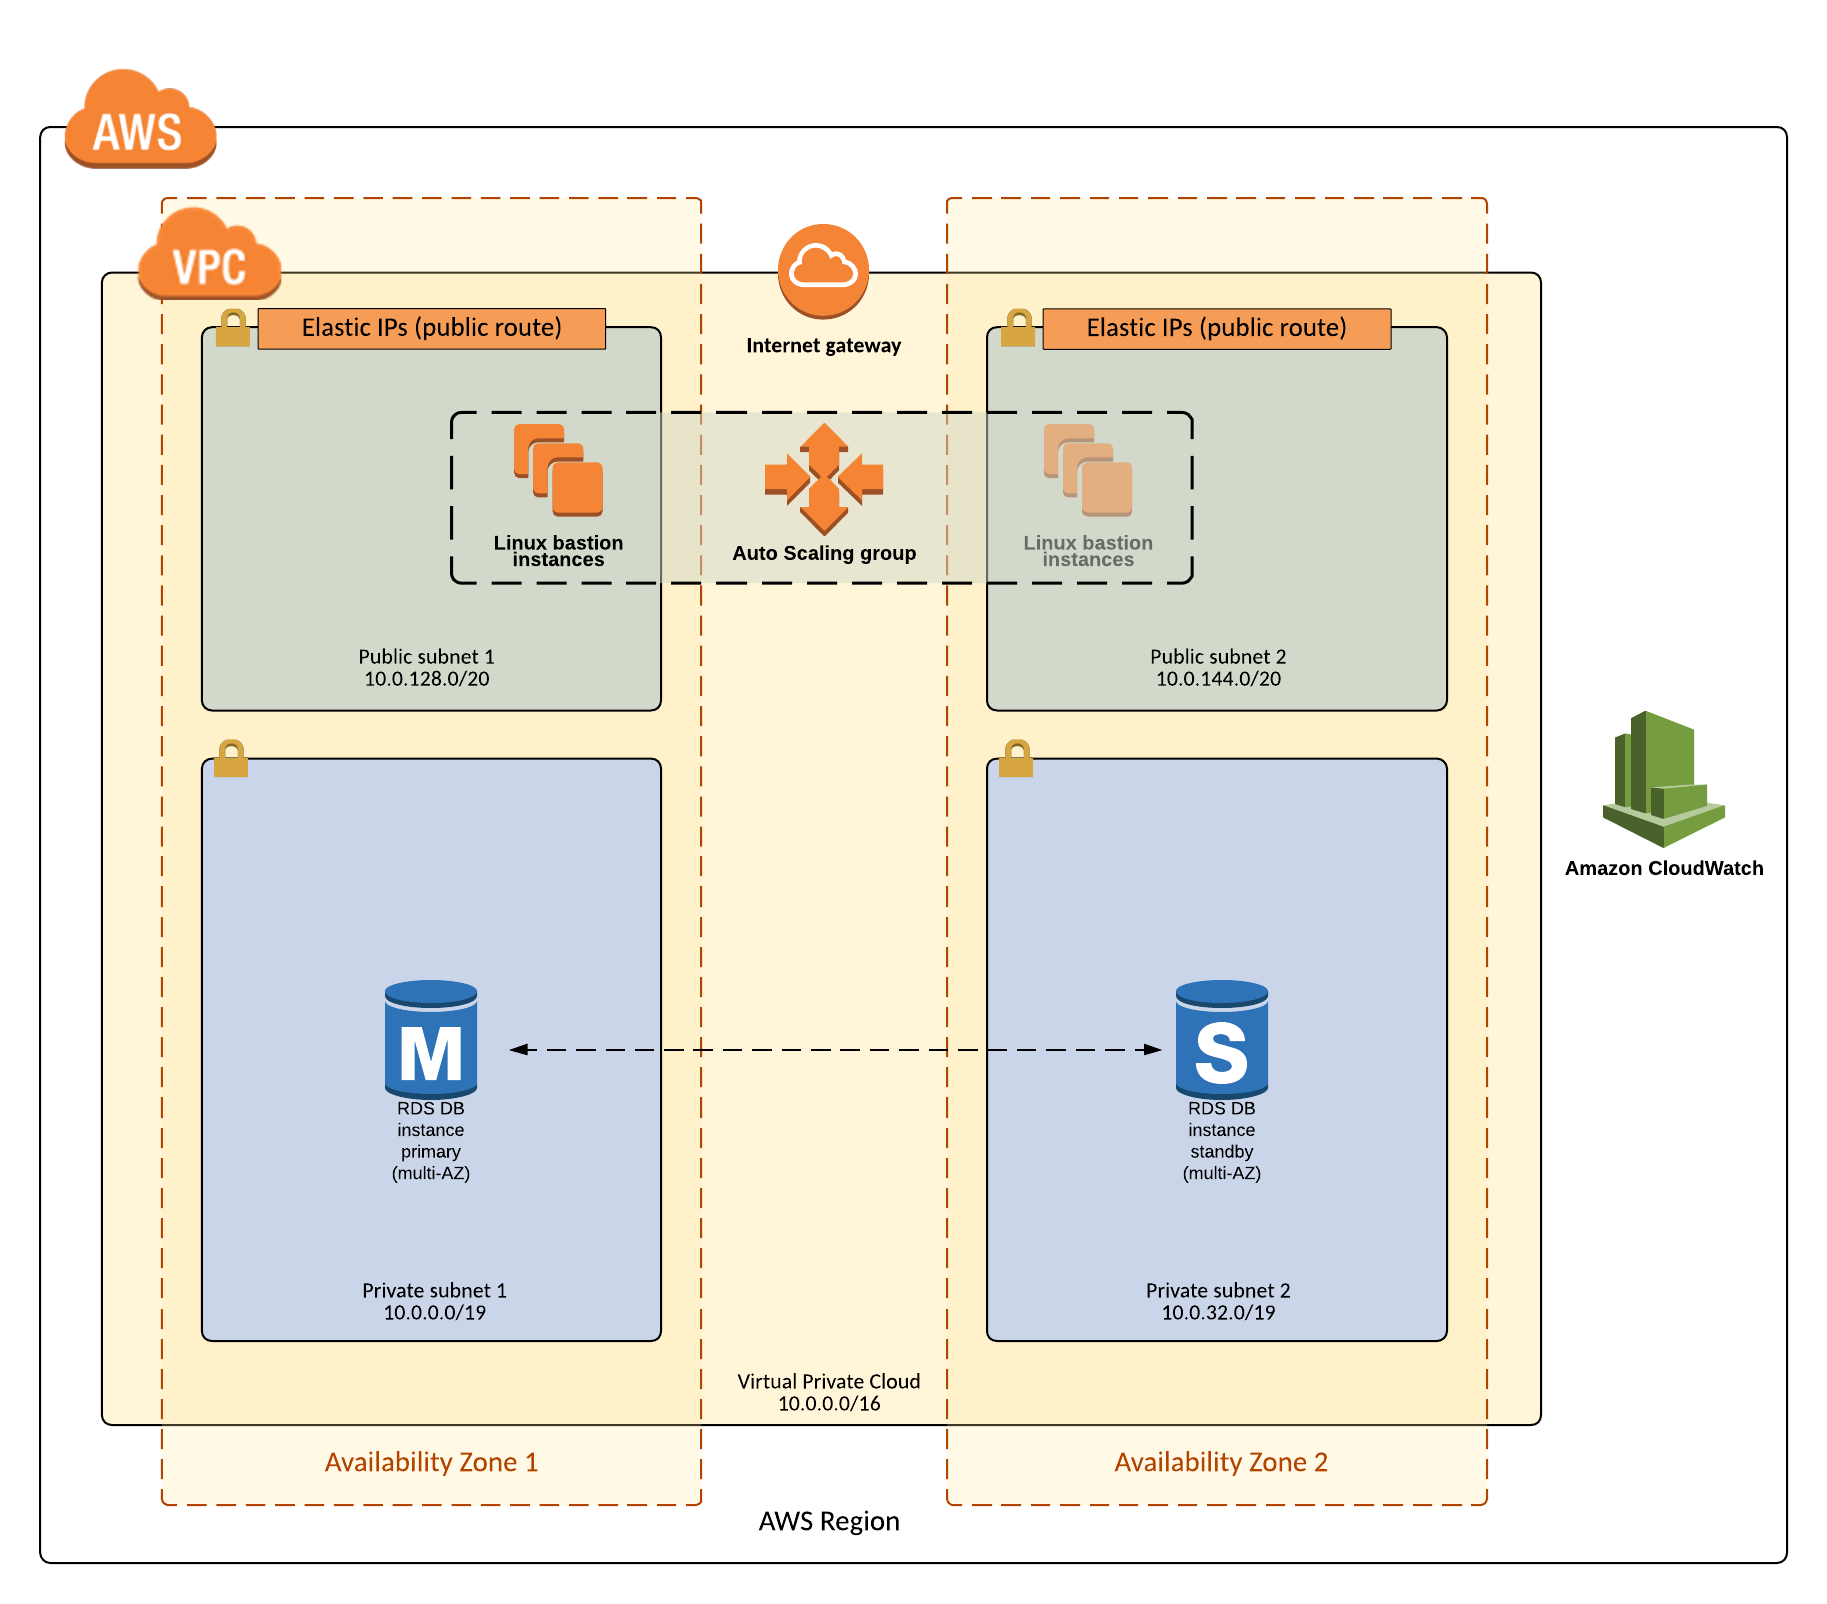 AWS
VPC
Elastic IPs (public route)
Elastic IPs (public route)
Internet gateway
Linux bastion
instances
Auto Scaling group
Linux bastion
instances
Public subnet 1
10.0.128.0/20
Public subnet 2
10.0.144.0/20
Amazon CloudWatch
M
RDS DB
instance
primary
(multi-AZ)
S
RDS DB
instance
standby
(multi-AZ)
Private subnet 1
10.0.0.0/19
Private subnet 2
10.0.32.0/19
Virtual Private Cloud
10.0.0.0/16
Availability Zone 1
Availability Zone 2
AWS Region